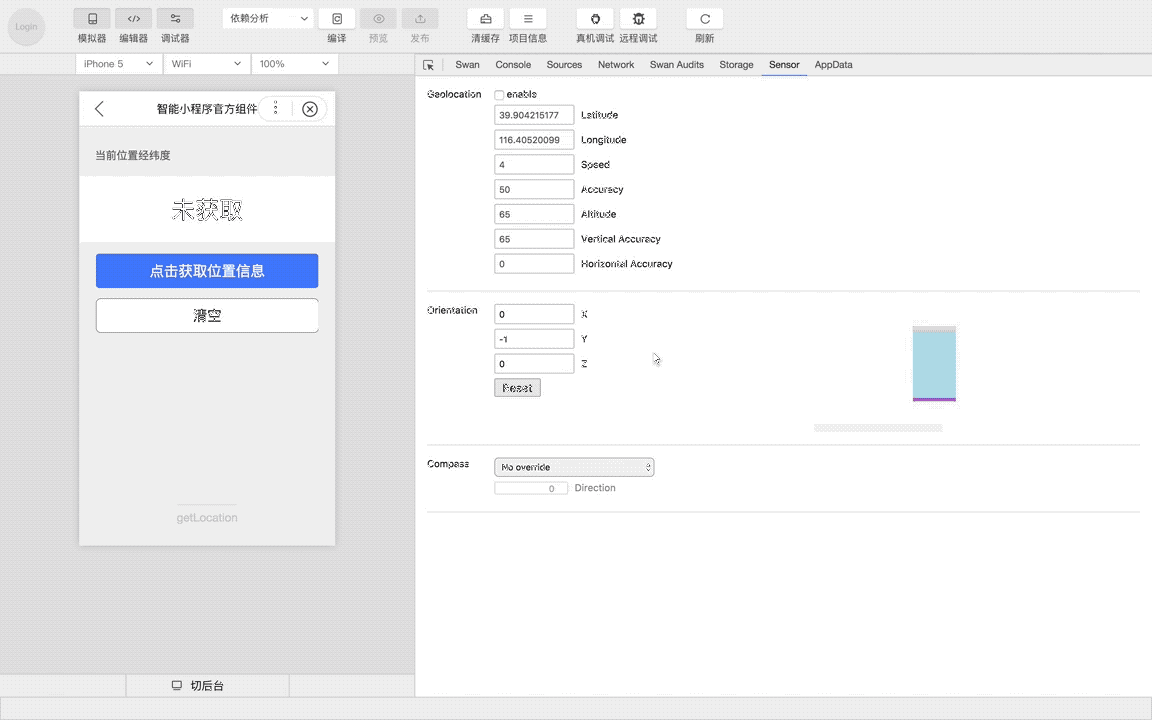 Login
模拟器 编辑器 调试器 依赖分析 编译 预览 发布 清缓存 项目信息 真机调试 远程调试 刷新
iPhone 5 WiFi 100%
Swan Console Sources Network Swan Audits Storage Sensor AppData
智能小程序官方组件
当前位置经纬度
未获取
点击获取位置信息
清空
getLocation
切后台
Geolocation enable
39.904215177 Latitude
116.40520099 Longitude
4 Speed
50 Accuracy
65 Altitude
65 Vertical Accuracy
0 Horizontal Accuracy
Orientation 0 X
-1 Y
0 Z
Reset
Compass No override
0 Direction